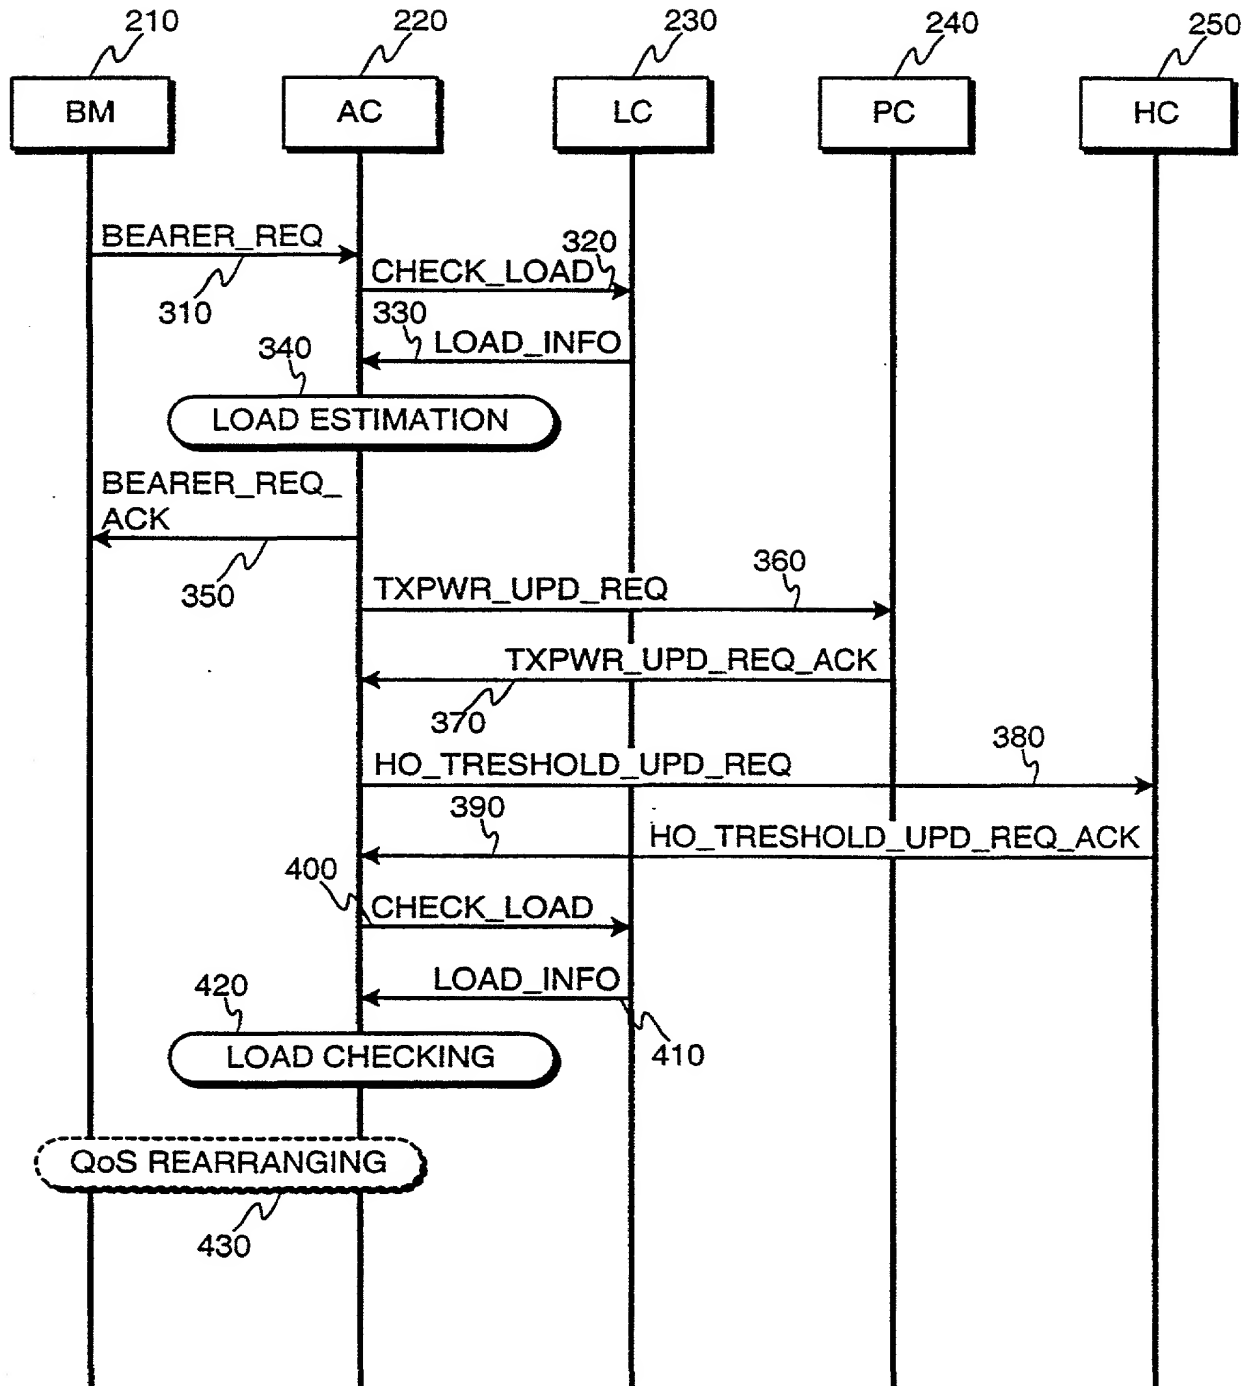 210
220
230
240
250
BM
AC
LC
PC
HC
BEARER_REQ
310
CHECK_LOAD
320
330
LOAD_INFO
340
LOAD ESTIMATION
BEARER_REQ_
ACK
350
TXPWR_UPD_REQ
360
TXPWR_UPD_REQ_ACK
370
HO_TRESHOLD_UPD_REQ
380
390
HO_TRESHOLD_UPD_REQ_ACK
400
CHECK_LOAD
LOAD_INFO
410
420
LOAD CHECKING
QoS REARRANGING
430